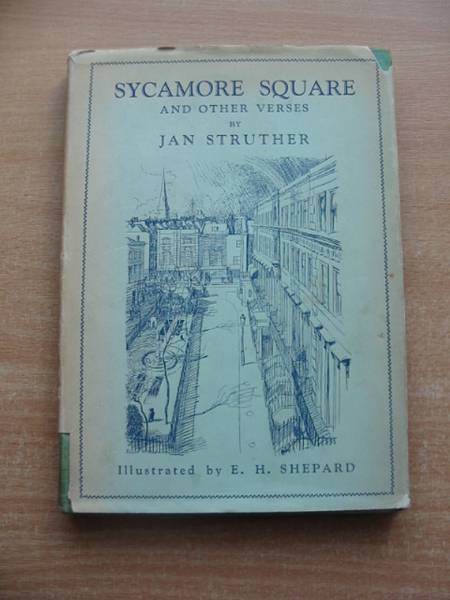 SYCAMORE SQUARE
AND OTHER VERSES
BY
JAN STRUTHER
Illustrated by E. H. SHEPARD